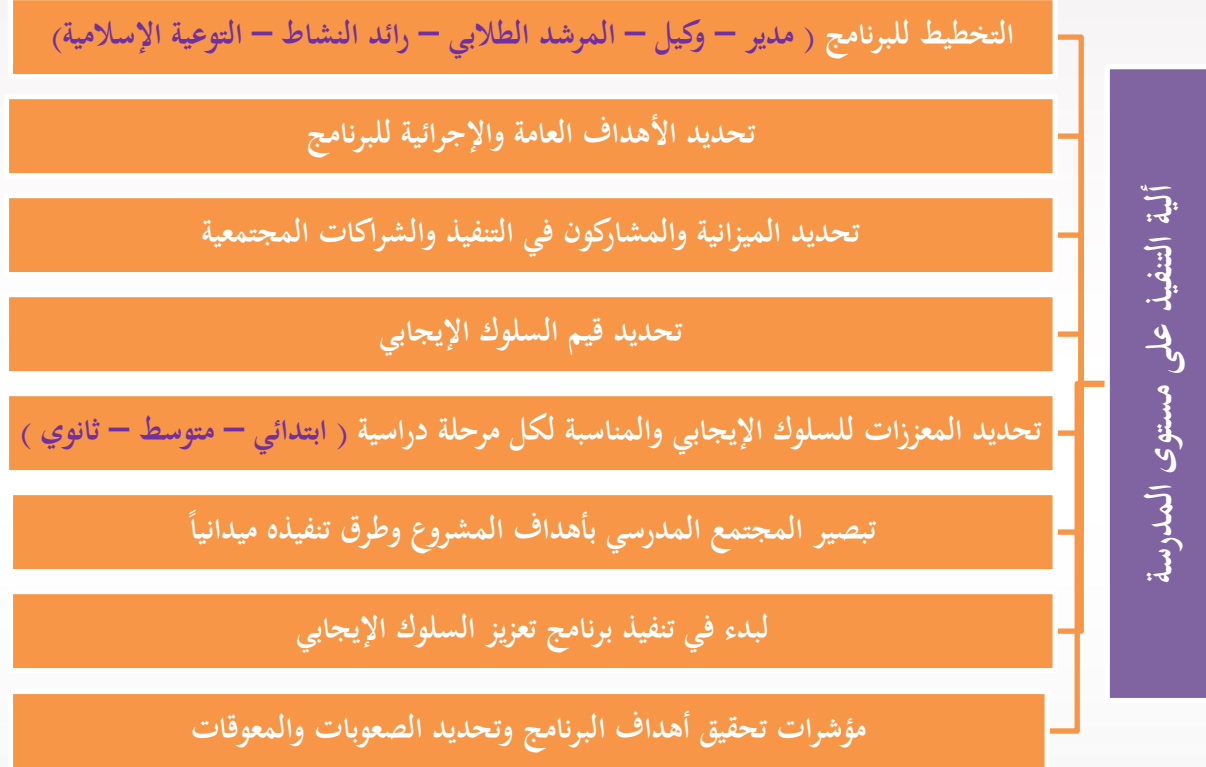 ألية التنفيذ على مستوى المدرسة
التخطيط للبرنامج ( مدير – وكيل – المرشد الطلابي – رائد النشاط – التوعية الإسلامية)
تحديد الأهداف العامة والإجرائية للبرنامج
تحديد الميزانية والمشاركون في التنفيذ والشراكات المجتمعية
تحديد قيم السلوك الإيجابي
تحديد المعززات للسلوك الإيجابي والمناسبة لكل مرحلة دراسية ( ابتدائي – متوسط – ثانوي )
تبصير المجتمع المدرسي بأهداف المشروع وطرق تنفيذه ميدانياً
لبدء في تنفيذ برنامج تعزيز السلوك الإيجابي
مؤشرات تحقيق أهداف البرنامج وتحديد الصعوبات والمعوقات